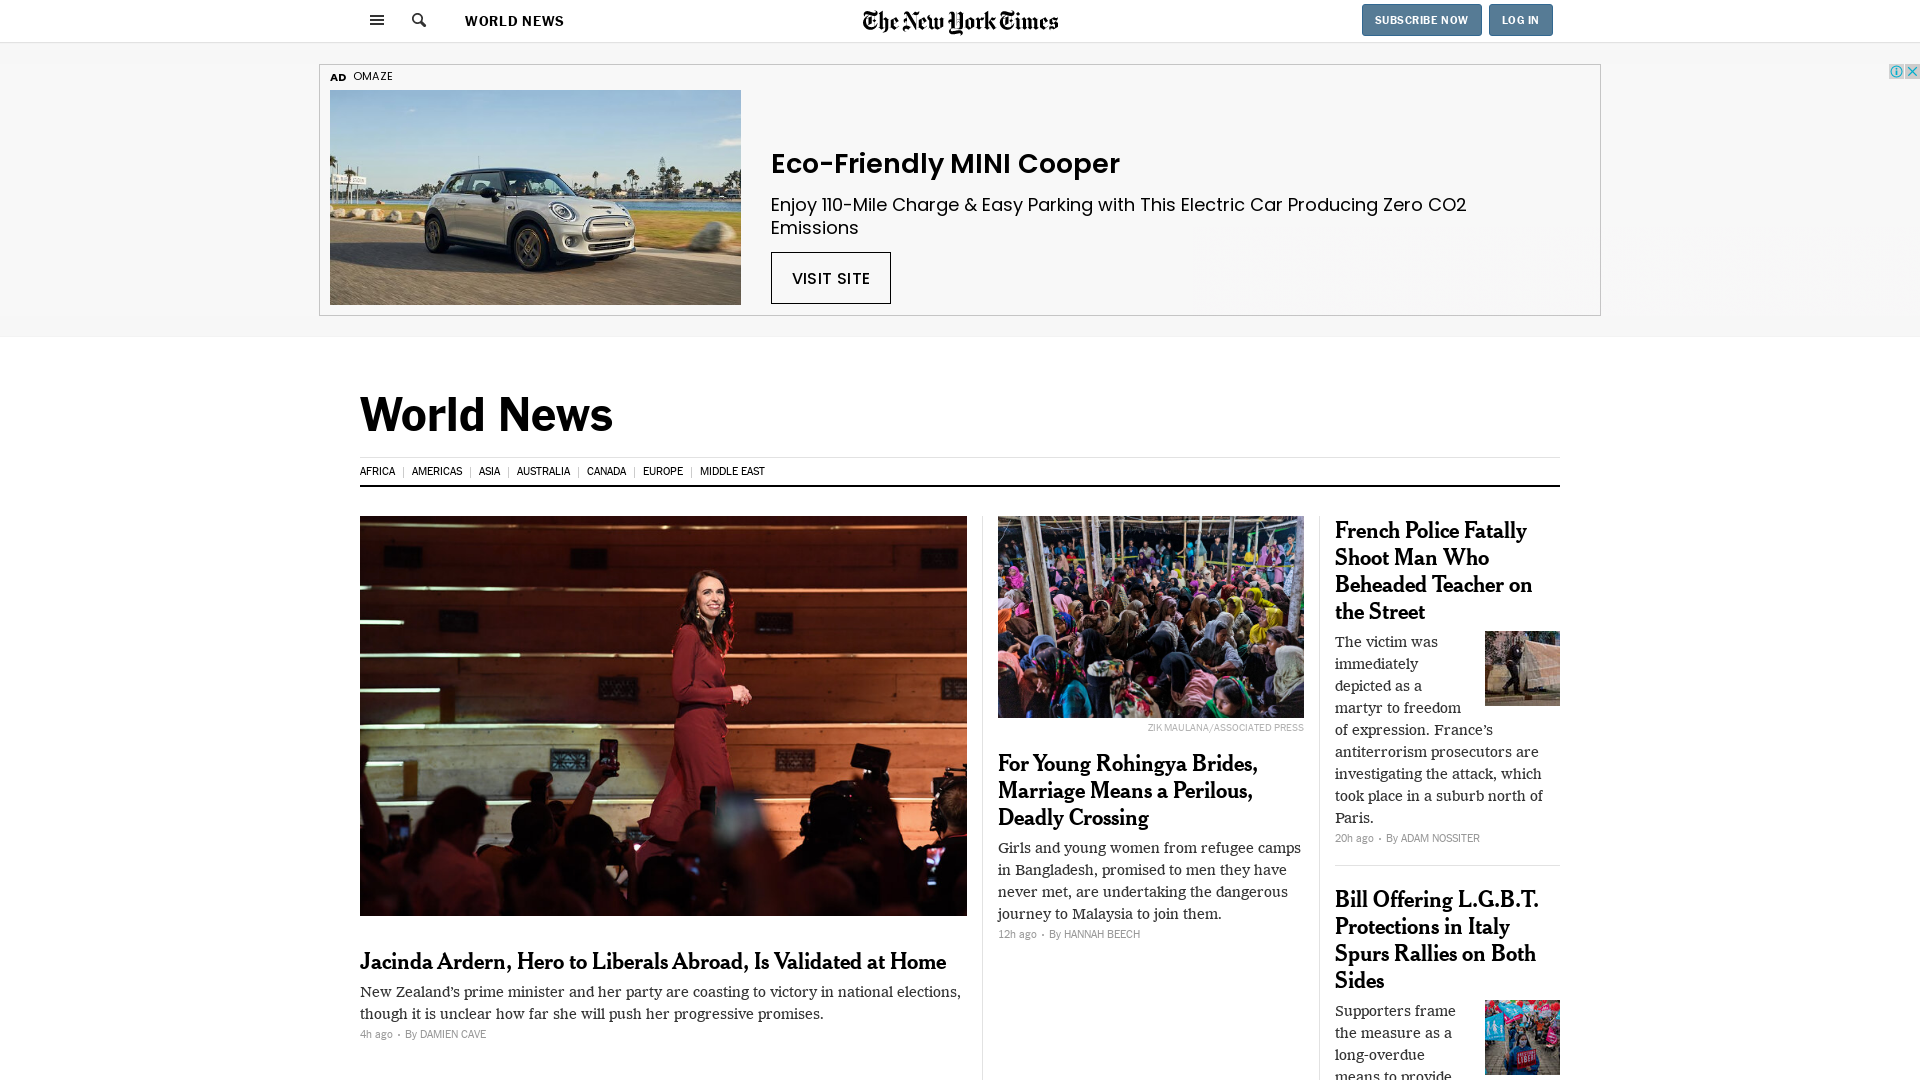 WORLD NEWS
The New York Times
SUBSCRIBE NOW
LOG IN
AD OMAZE
Eco-Friendly MINI Cooper
Enjoy 110-Mile Charge & Easy Parking with This Electric Car Producing Zero CO2
Emissions
VISIT SITE
World News
AFRICA
AMERICAS
ASIA
AUSTRALIA
CANADA
EUROPE
MIDDLE EAST
Jacinda Ardern, Hero to Liberals Abroad, Is Validated at Home
New Zealand’s prime minister and her party are coasting to victory in national elections,
though it is unclear how far she will push her progressive promises.
4h ago • By DAMIEN CAVE
ZIK MAULANA/ASSOCIATED PRESS
For Young Rohingya Brides,
Marriage Means a Perilous,
Deadly Crossing
Girls and young women from refugee camps
in Bangladesh, promised to men they have
never met, are undertaking the dangerous
journey to Malaysia to join them.
12h ago • By HANNAH BEECH
French Police Fatally
Shoot Man Who
Beheaded Teacher on
the Street
The victim was
immediately
depicted as a
martyr to freedom
of expression. France’s
antiterrorism prosecutors are
investigating the attack, which
took place in a suburb north of
Paris.
20h ago • By ADAM NOSSITER
Bill Offering L.G.B.T.
Protections in Italy
Spurs Rallies on Both
Sides
Supporters frame
the measure as a
long-overdue
means to provide